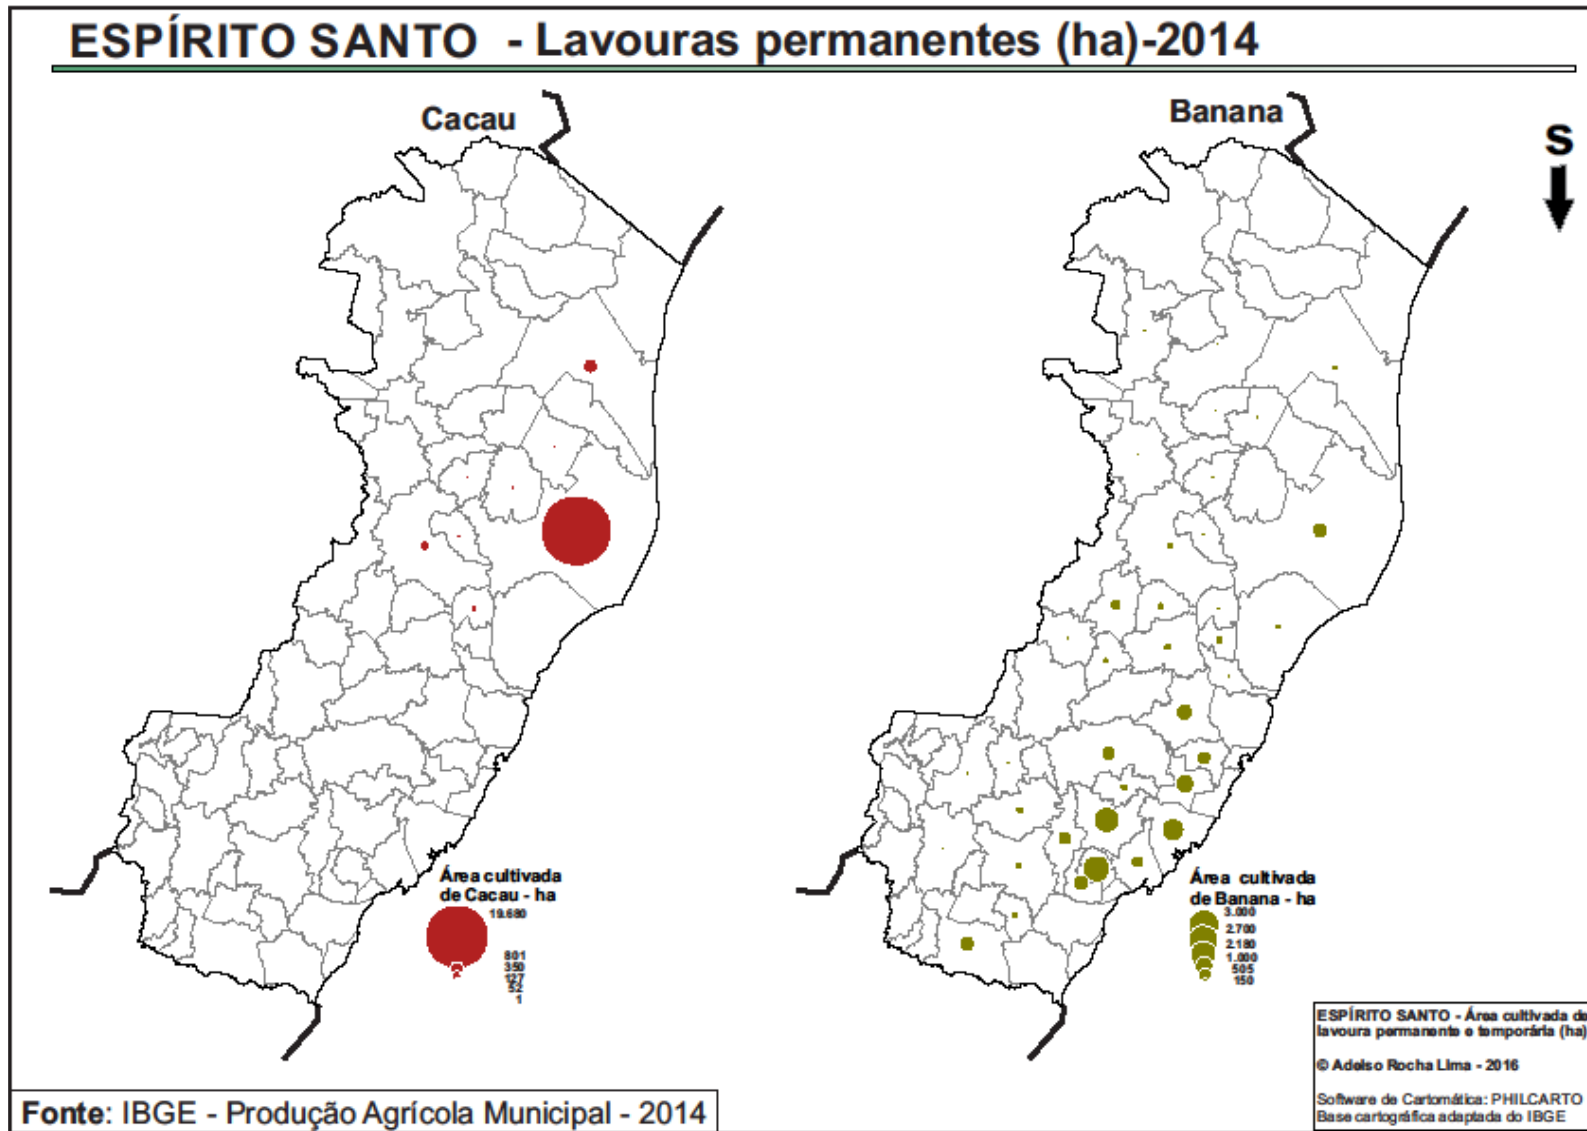 ESPÍRITO SANTO - Lavouras permanentes (ha)-2014
Cacau
Banana
S
Área cultivada
de Cacau - ha
19.680
801
350
127
52
1
Área cultivada
de Banana - ha
3.000
2.700
2.180
1.000
505
150
ESPÍRITO SANTO - Área cultivada de
lavoura permanente e temporária (ha)
© Adelso Rocha Lima - 2016
Software de Cartomática: PHILCARTO
Base cartográfica adaptada do IBGE
Fonte: IBGE - Produção Agrícola Municipal - 2014